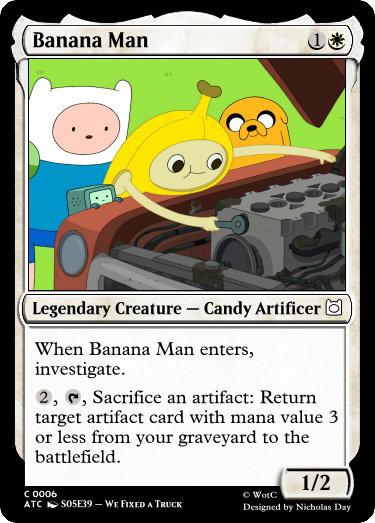 Banana Man 1
Legendary Creature — Candy Artificer
When Banana Man enters,
investigate.
2, , Sacrifice an artifact: Return
target artifact card with mana value 3
or less from your graveyard to the
battlefield.
1/2
C 0006
ATC S05E39 – We Fixed a Truck
© WotC
Designed by Nicholas Day